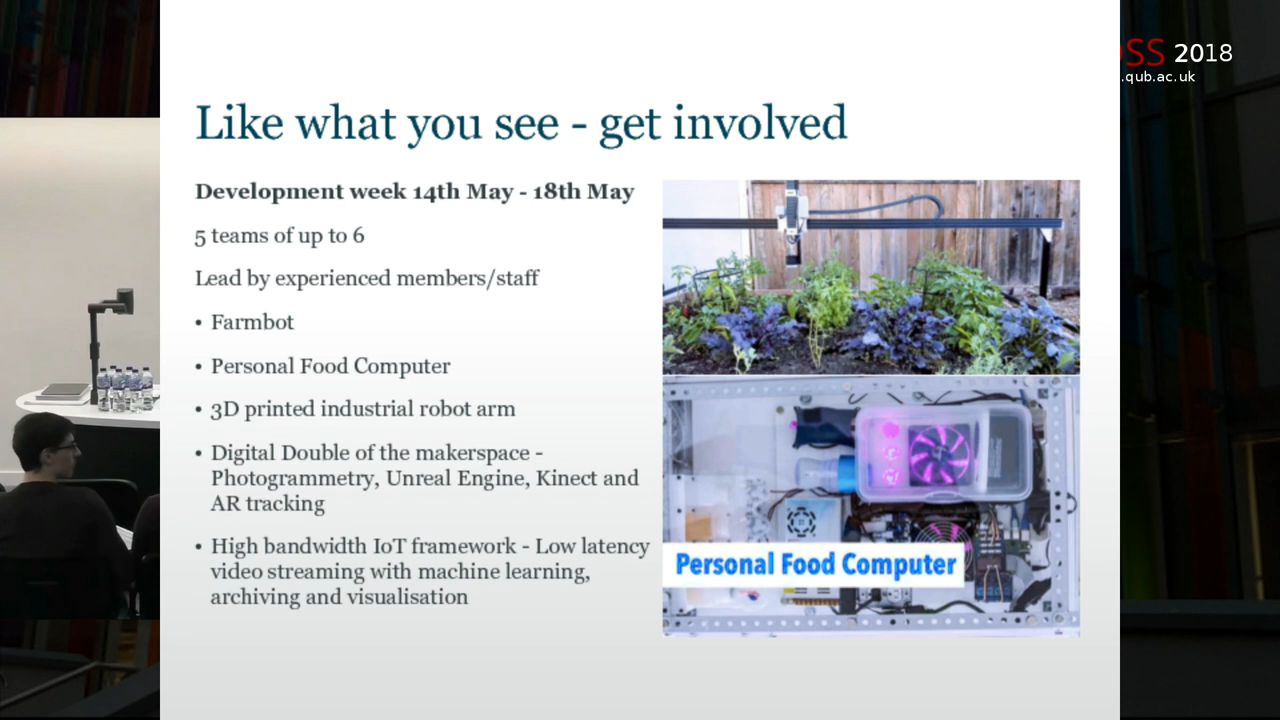 Like what you see - get involved
Development week 14th May - 18th May
5 teams of up to 6
Lead by experienced members/staff
• Farmbot
• Personal Food Computer
• 3D printed industrial robot arm
• Digital Double of the makerspace -
Photogrammetry, Unreal Engine, Kinect and
AR tracking
• High bandwidth IoT framework - Low latency
video streaming with machine learning,
archiving and visualisation
Personal Food Computer
SS 2018
.qub.ac.uk